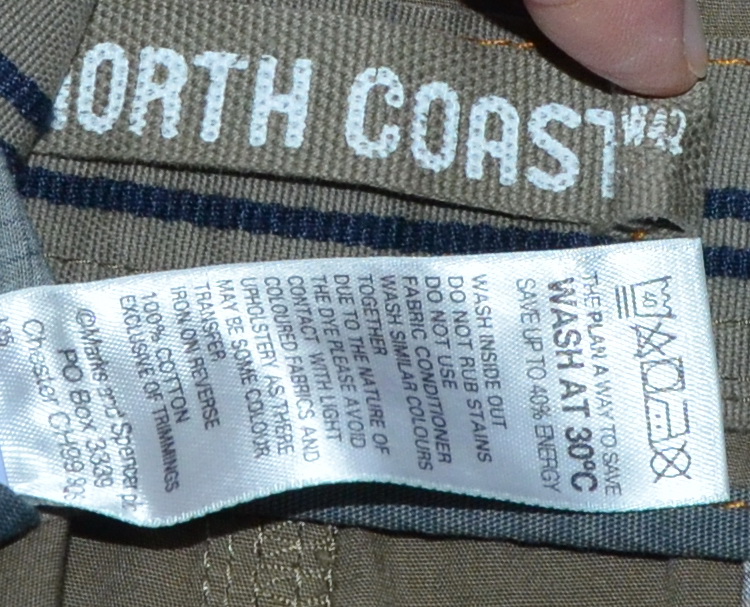 NORTH COAST W42
40
THE PLAN A WAY TO SAVE
WASH AT 30°C
SAVE UP TO 40% ENERGY
WASH INSIDE OUT
DO NOT RUB STAINS
DO NOT USE
FABRIC CONDITIONER
WASH SIMILAR COLOURS
TOGETHER
DUE TO THE NATURE OF
THE DYE PLEASE AVOID
CONTACT WITH LIGHT
COLOURED FABRICS AND
UPHOLSTERY AS THERE
MAY BE SOME COLOUR
TRANSFER
IRON ON REVERSE
100% COTTON
EXCLUSIVE OF TRIMMINGS
©Marks and Spencer plc
PO Box 3339
Chester CH99